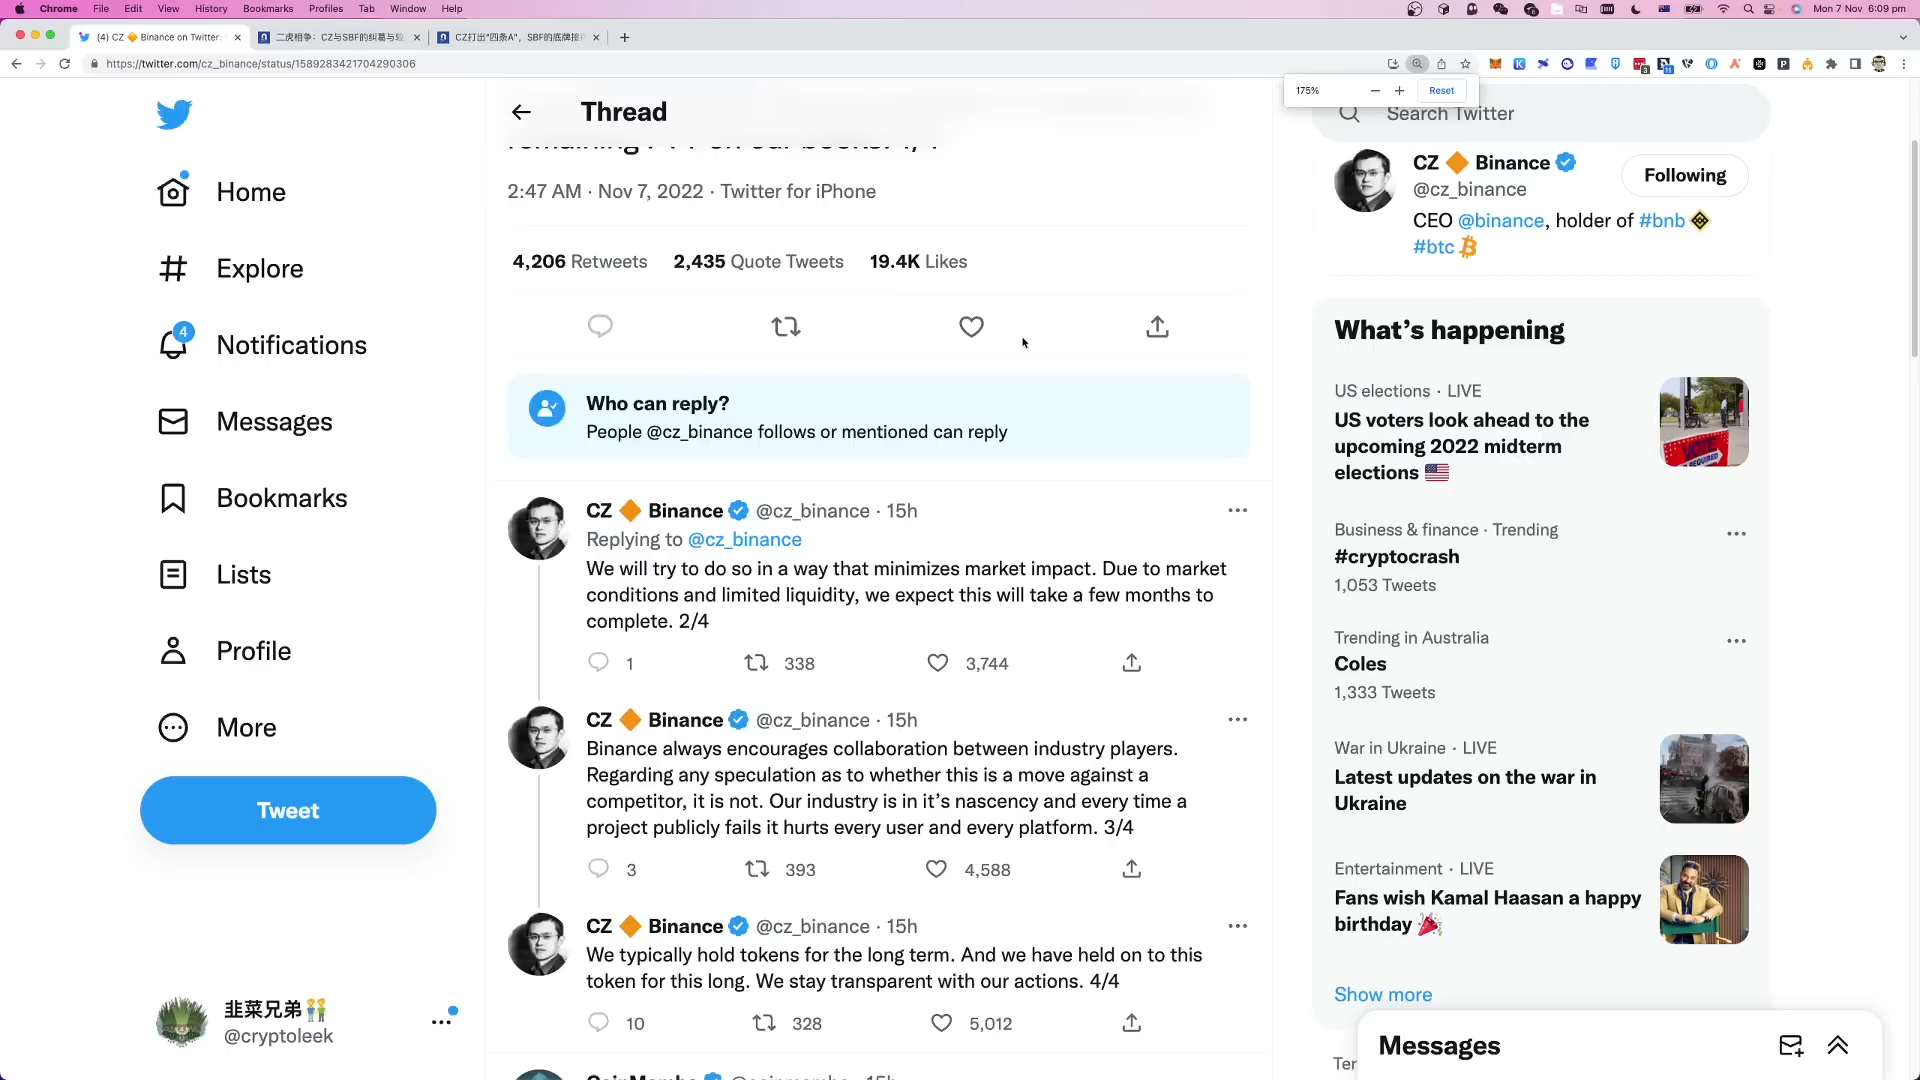 Chrome File Edit View History Bookmarks Profiles Tab Window Help
Mon 7 Nov 6:09 pm
(4) CZ 🔶 Binance on Twitter:
二虎相争：CZ与SBF的纠葛与
CZ打出“四条A”，SBF的底牌接
https://twitter.com/cz_binance/status/1589283421704290306
175%
Reset
Thread
Search Twitter
2:47 AM · Nov 7, 2022 · Twitter for iPhone
4,206 Retweets 2,435 Quote Tweets 19.4K Likes
Who can reply?
People @cz_binance follows or mentioned can reply
CZ 🔶 Binance @cz_binance · 15h
Replying to @cz_binance
We will try to do so in a way that minimizes market impact. Due to market
conditions and limited liquidity, we expect this will take a few months to
complete. 2/4
1 338 3,744
CZ 🔶 Binance @cz_binance · 15h
Binance always encourages collaboration between industry players.
Regarding any speculation as to whether this is a move against a
competitor, it is not. Our industry is in it’s nascency and every time a
project publicly fails it hurts every user and every platform. 3/4
3 393 4,588
CZ 🔶 Binance @cz_binance · 15h
We typically hold tokens for the long term. And we have held on to this
token for this long. We stay transparent with our actions. 4/4
10 328 5,012
Home
Explore
4
Notifications
Messages
Bookmarks
Lists
Profile
More
Tweet
韭菜兄弟👬
@cryptoleek
CZ 🔶 Binance
@cz_binance
Following
CEO @binance, holder of #bnb
#btc
What’s happening
US elections · LIVE
US voters look ahead to the
upcoming 2022 midterm
elections 🇺🇸
Business & finance · Trending
#cryptocrash
1,053 Tweets
Trending in Australia
Coles
1,333 Tweets
War in Ukraine · LIVE
Latest updates on the war in
Ukraine
Entertainment · LIVE
Fans wish Kamal Haasan a happy
birthday 🎉
Show more
Messages